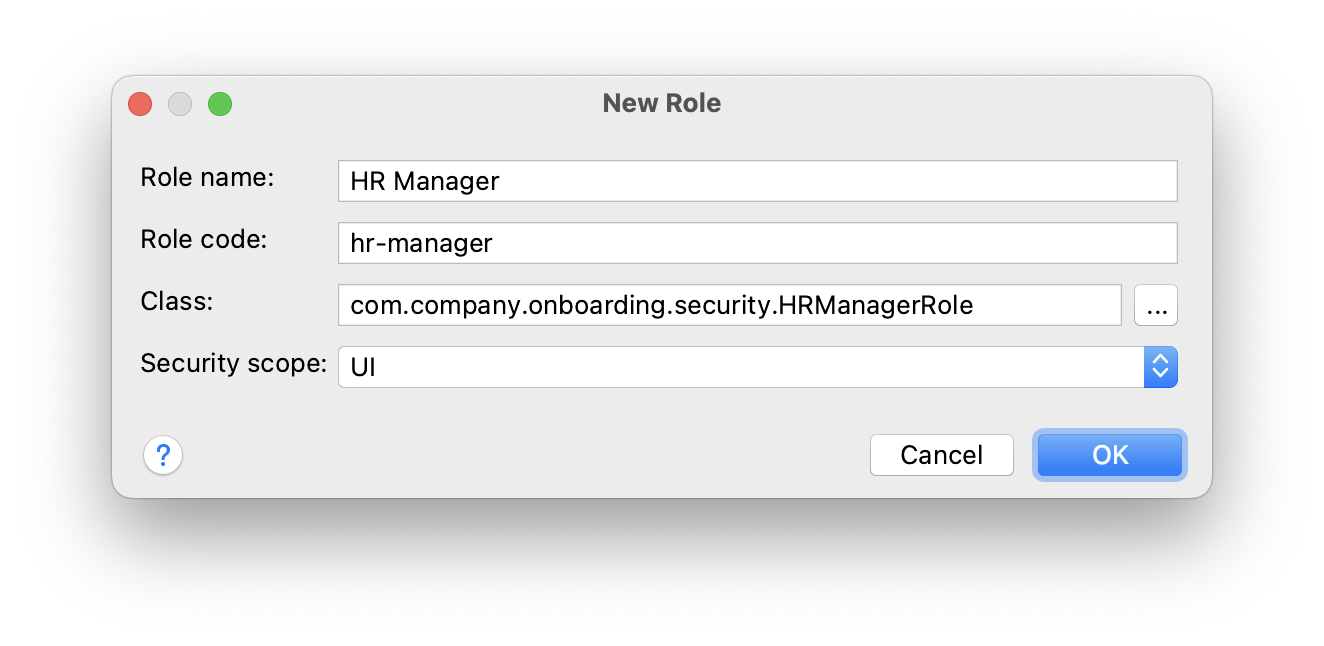 New Role
Role name: HR Manager
Role code: hr-manager
Class: com.company.onboarding.security.HRManagerRole ...
Security scope: UI
? Cancel OK